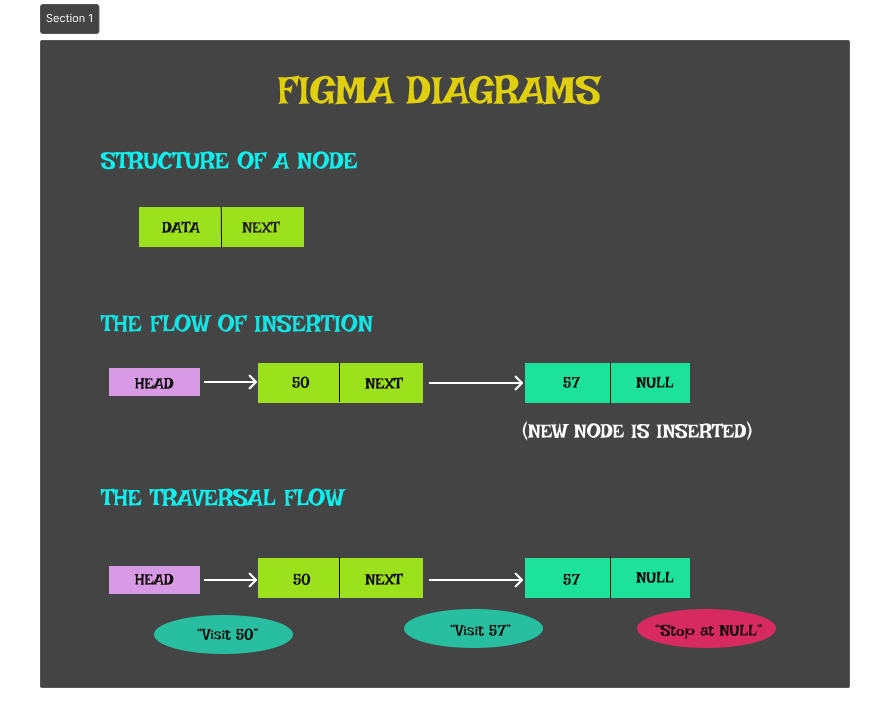 Section 1
FIGMA DIAGRAMS
STRUCTURE OF A NODE
DATA NEXT
THE FLOW OF INSERTION
HEAD 50 NEXT 57 NULL
(NEW NODE IS INSERTED)
THE TRAVERSAL FLOW
HEAD 50 NEXT 57 NULL
“Visit 50” “Visit 57” “Stop at NULL”